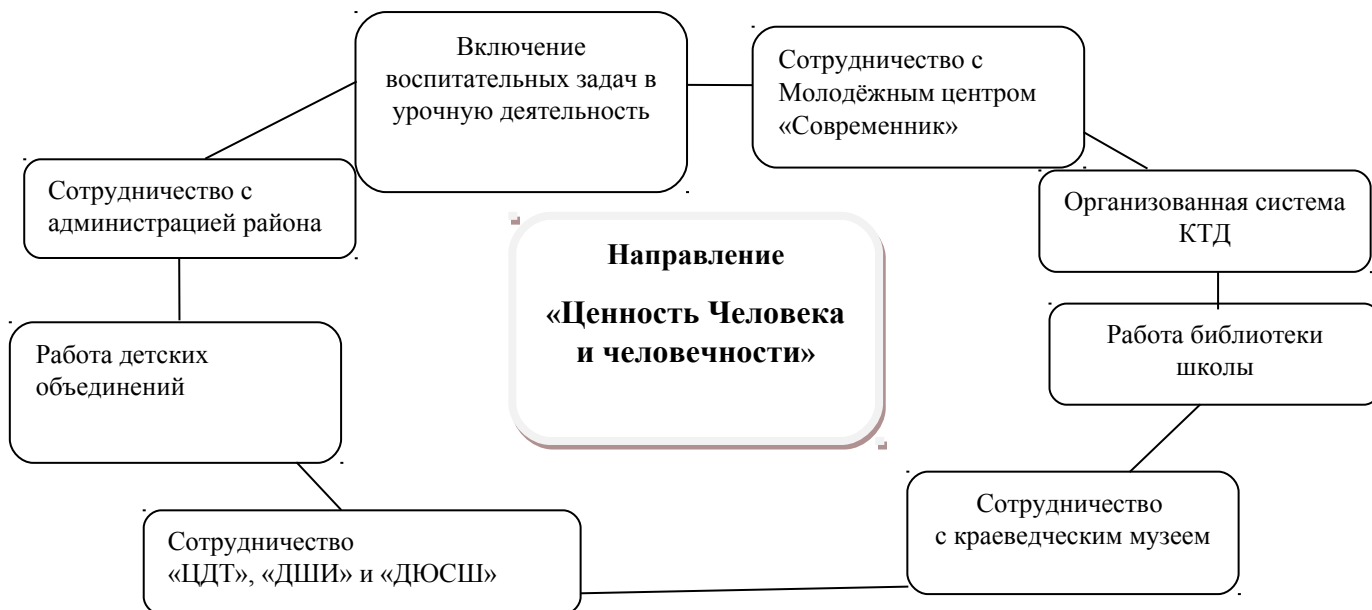 Включение
воспитательных задач в
урочную деятельность
Сотрудничество с
Молодёжным центром
«Современник»
Сотрудничество с
администрацией района
Организованная система
КТД
Направление
«Ценность Человека
и человечности»
Работа детских
объединений
Работа библиотеки
школы
Сотрудничество
с краеведческим музеем
Сотрудничество
«ЦДТ», «ДШИ» и «ДЮСШ»